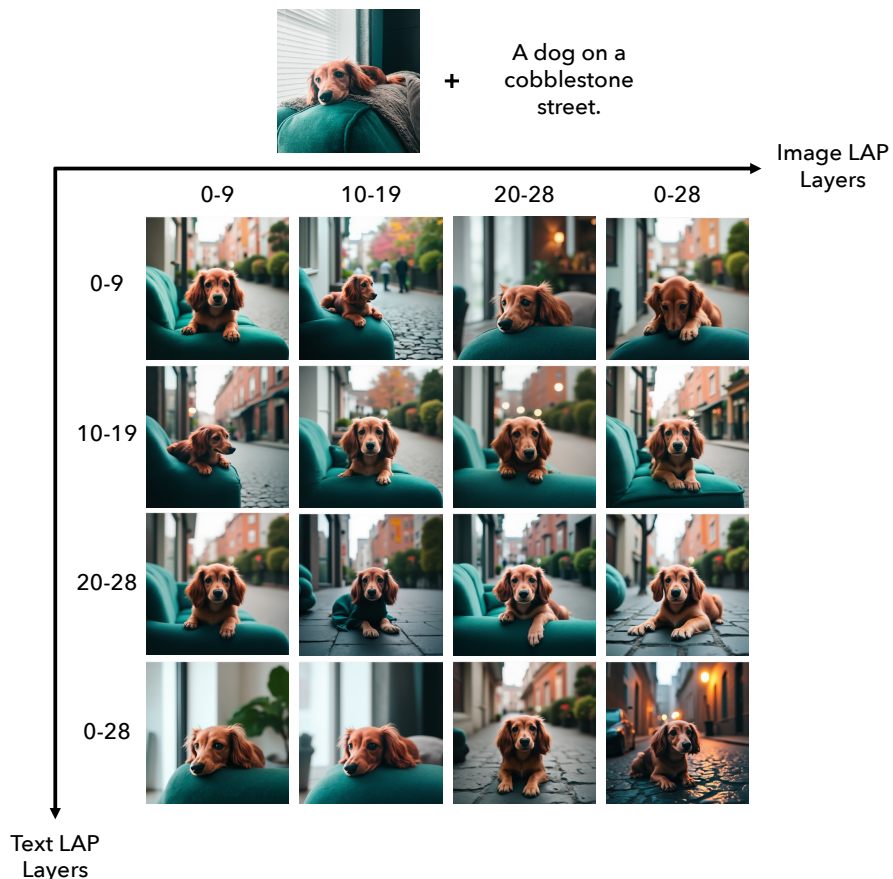 +
A dog on a
cobblestone
street.
Image LAP
Layers
0-9
10-19
20-28
0-28
0-9
10-19
20-28
0-28
Text LAP
Layers